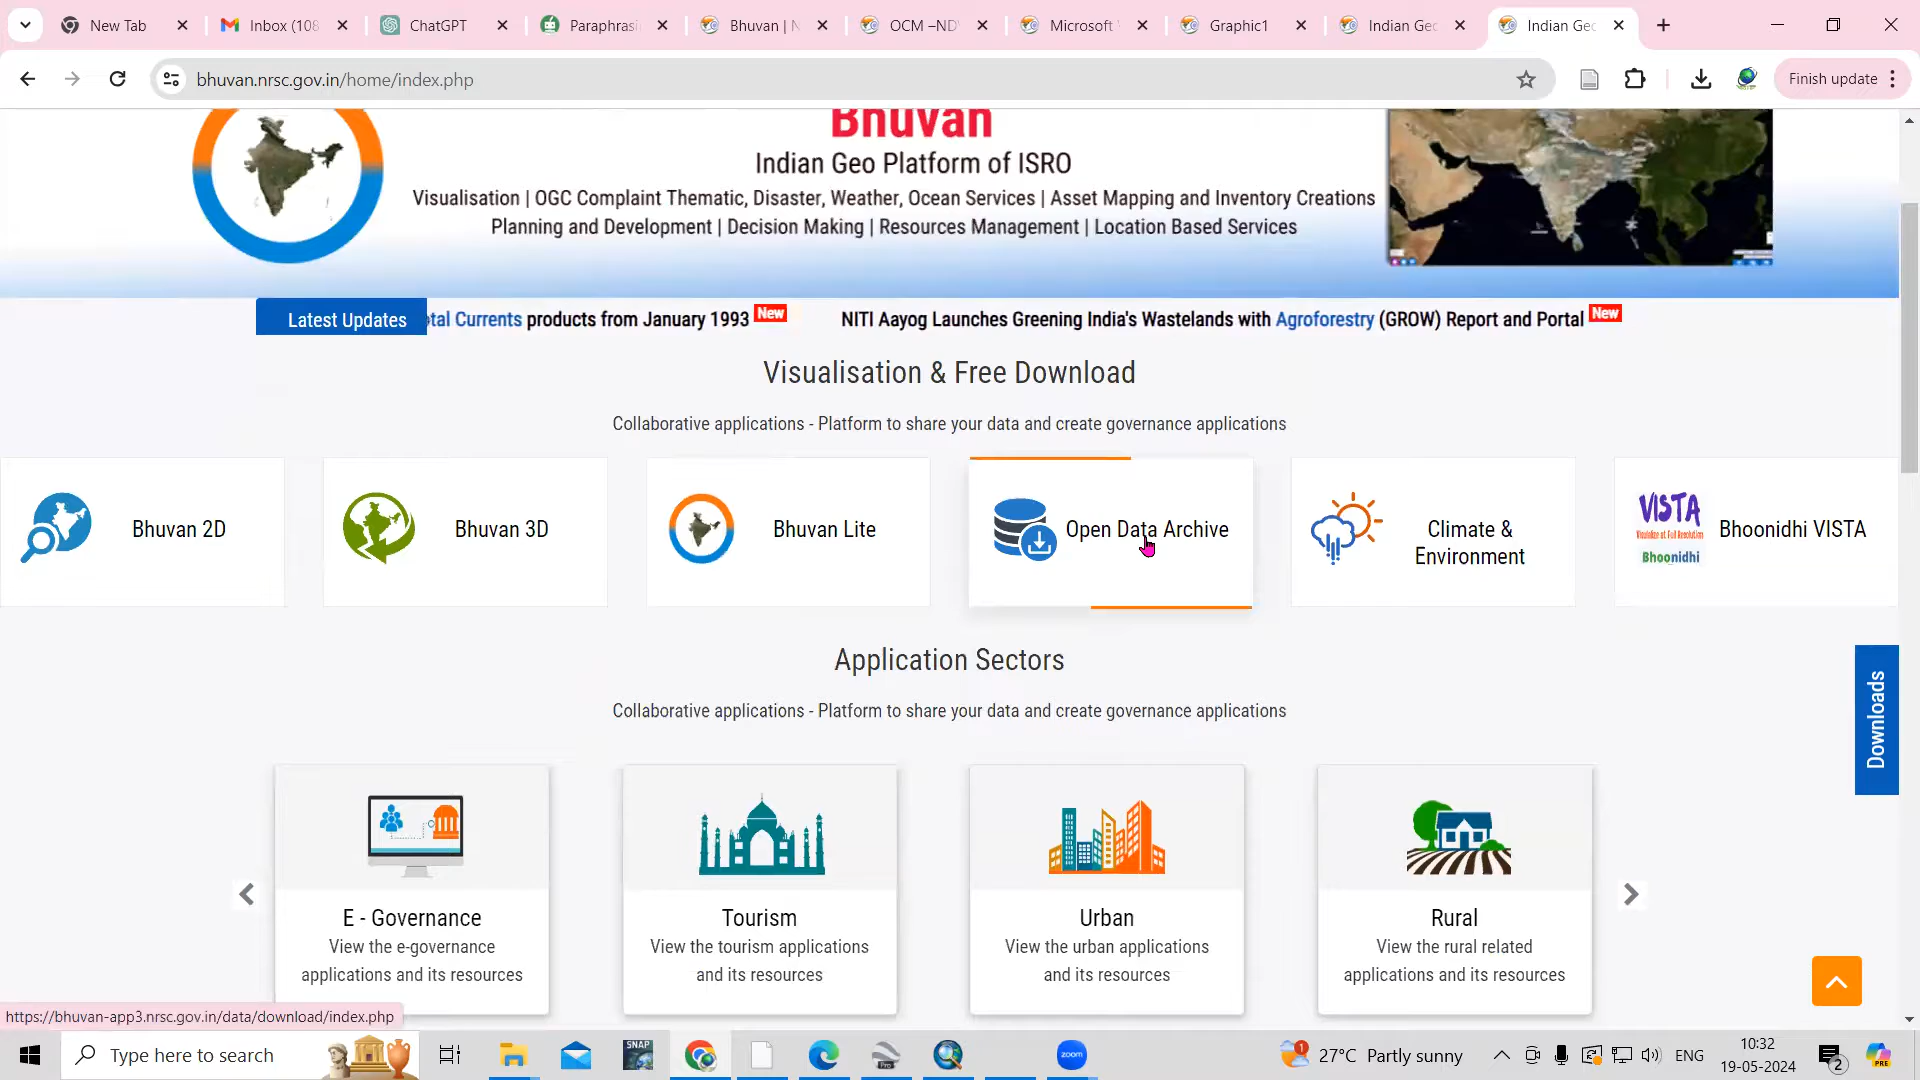 New Tab
Inbox (108
ChatGPT
Paraphrasi
Bhuvan | N
OCM –ND
Microsoft
Graphic1
Indian Geo
Indian Geo
bhuvan.nrsc.gov.in/home/index.php
Finish update
Bhuvan
Indian Geo Platform of ISRO
Visualisation | OGC Complaint Thematic, Disaster, Weather, Ocean Services | Asset Mapping and Inventory Creations
Planning and Development | Decision Making | Resources Management | Location Based Services
Latest Updates
tal Currents products from January 1993 New
NITI Aayog Launches Greening India's Wastelands with Agroforestry (GROW) Report and Portal New
Visualisation & Free Download
Collaborative applications - Platform to share your data and create governance applications
Bhuvan 2D
Bhuvan 3D
Bhuvan Lite
Open Data Archive
Climate &
Environment
VISTA
Bhoonidhi
Bhoonidhi VISTA
Application Sectors
Collaborative applications - Platform to share your data and create governance applications
Downloads
E - Governance
View the e-governance
applications and its resources
Tourism
View the tourism applications
and its resources
Urban
View the urban applications
and its resources
Rural
View the rural related
applications and its resources
https://bhuvan-app3.nrsc.gov.in/data/download/index.php
Type here to search
SNAP
Pro
zoom
1
27°C Partly sunny
ENG
10:32
19-05-2024
2
PRE